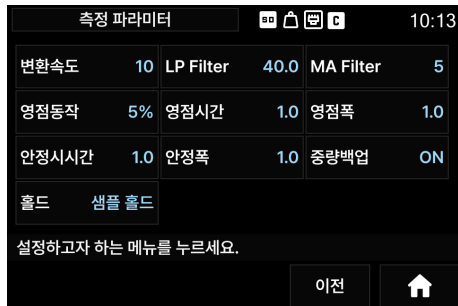 측정 파라미터 SD C 10:13
변환속도 10 LP Filter 40.0 MA Filter 5
영점동작 5% 영점시간 1.0 영점폭 1.0
안정시시간 1.0 안정폭 1.0 중량백업 ON
홀드 샘플 홀드
설정하고자 하는 메뉴를 누르세요.
이전